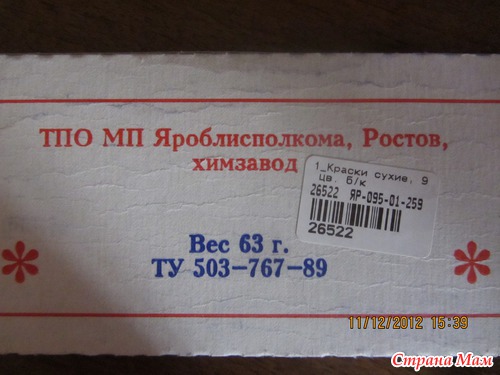 ТПО МП Яроблисполкома, Ростов,
химзавод
1_Краски сухие, 9
цв. б/к
26522 ЯР-095-01-259
26522
Вес 63 г.
ТУ 503-767-89
11/12/2012 15:39
Страна Мам